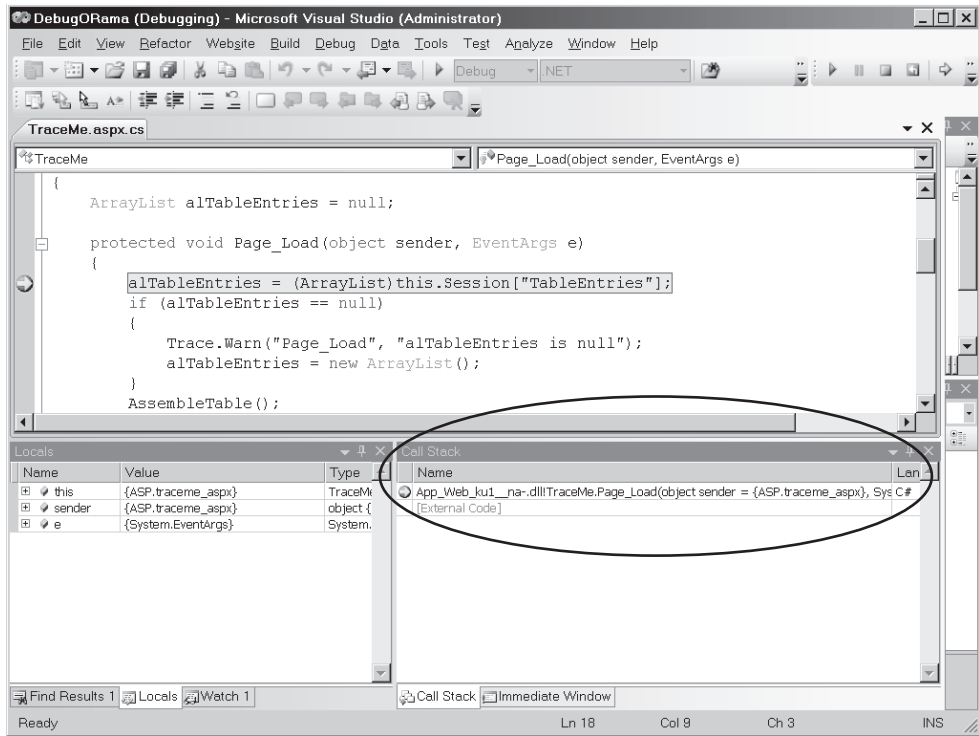 DebugORama (Debugging) - Microsoft Visual Studio (Administrator)
File Edit View Refactor Website Build Debug Data Tools Test Analyze Window Help
Debug .NET
TraceMe.aspx.cs
TraceMe Page_Load(object sender, EventArgs e)
{
ArrayList alTableEntries = null;
protected void Page_Load(object sender, EventArgs e)
{
alTableEntries = (ArrayList)this.Session["TableEntries"];
if (alTableEntries == null)
{
Trace.Warn("Page_Load", "alTableEntries is null");
alTableEntries = new ArrayList();
}
AssembleTable();
Locals
Name Value Type
this {ASP.traceme_aspx} TraceMe
sender {ASP.traceme_aspx} object {
e {System.EventArgs} System.
Call Stack
Name Lan
App_Web_ku1__na-.dll!TraceMe.Page_Load(object sender = {ASP.traceme_aspx}, Sys C#
[External Code]
Find Results 1 Locals Watch 1
Call Stack Immediate Window
Ready Ln 18 Col 9 Ch 3 INS